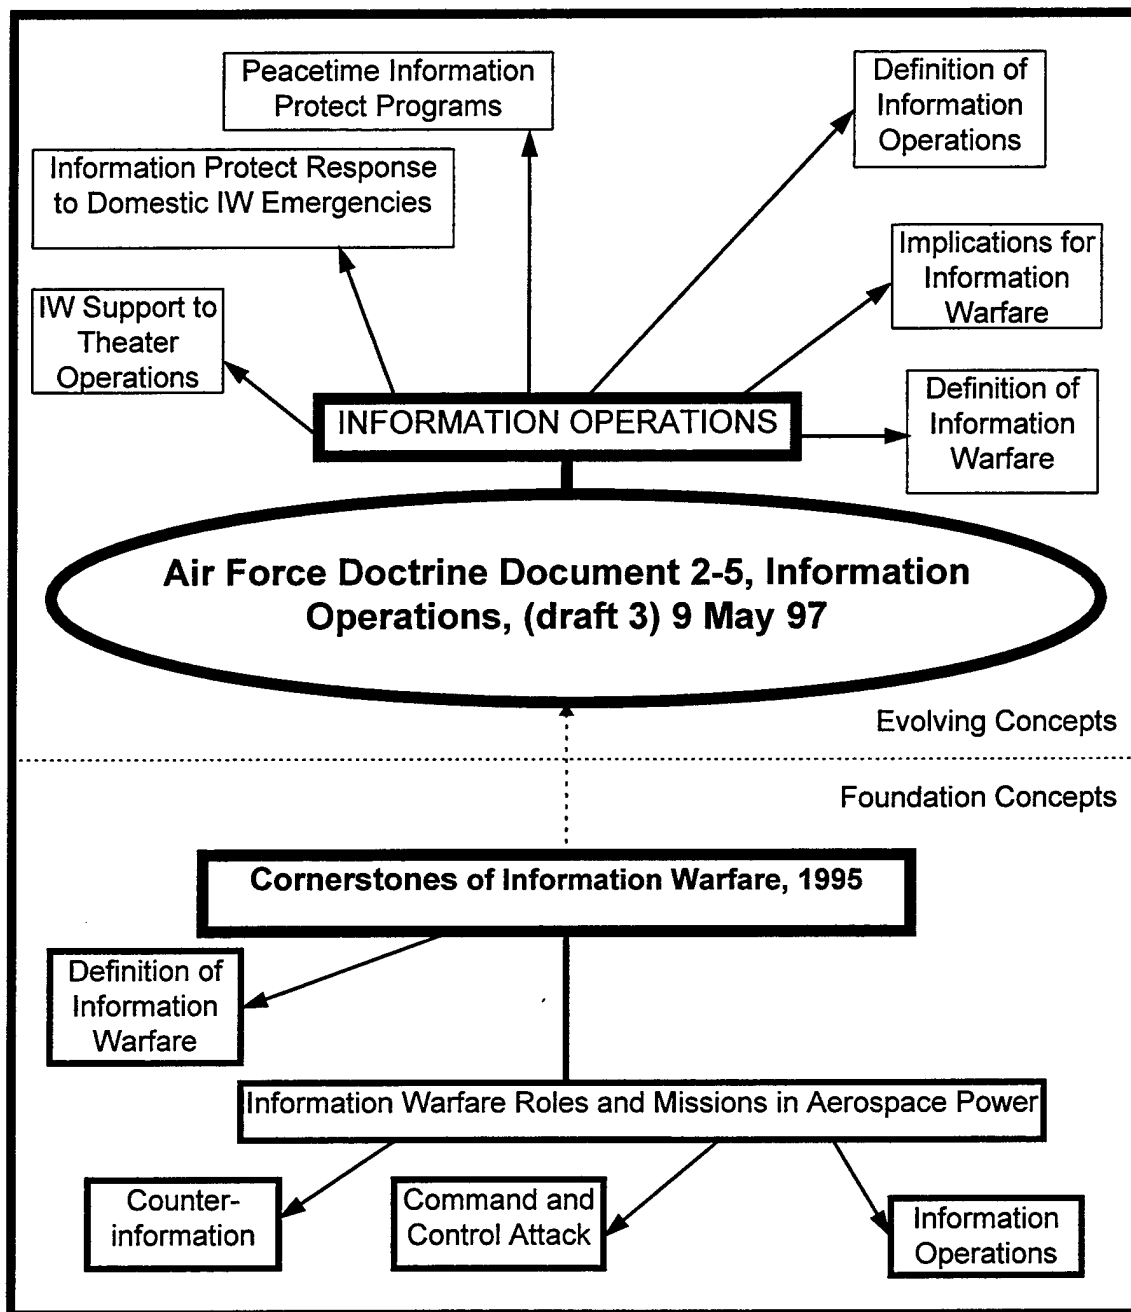 Peacetime Information
Protect Programs
Definition of
Information
Operations
Information Protect Response
to Domestic IW Emergencies
Implications for
Information
Warfare
IW Support to
Theater
Operations
Definition of
Information
Warfare
INFORMATION OPERATIONS
Air Force Doctrine Document 2-5, Information
Operations, (draft 3) 9 May 97
Evolving Concepts
Foundation Concepts
Cornerstones of Information Warfare, 1995
Definition of
Information
Warfare
Information Warfare Roles and Missions in Aerospace Power
Counter-
information
Command and
Control Attack
Information
Operations